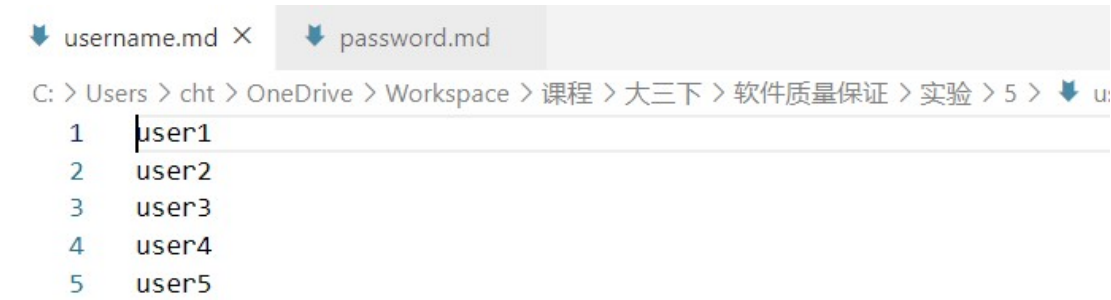 username.md × password.md
C: > Users > cht > OneDrive > Workspace > 课程 > 大三下 > 软件质量保证 > 实验 > 5 >
1 user1
2 user2
3 user3
4 user4
5 user5